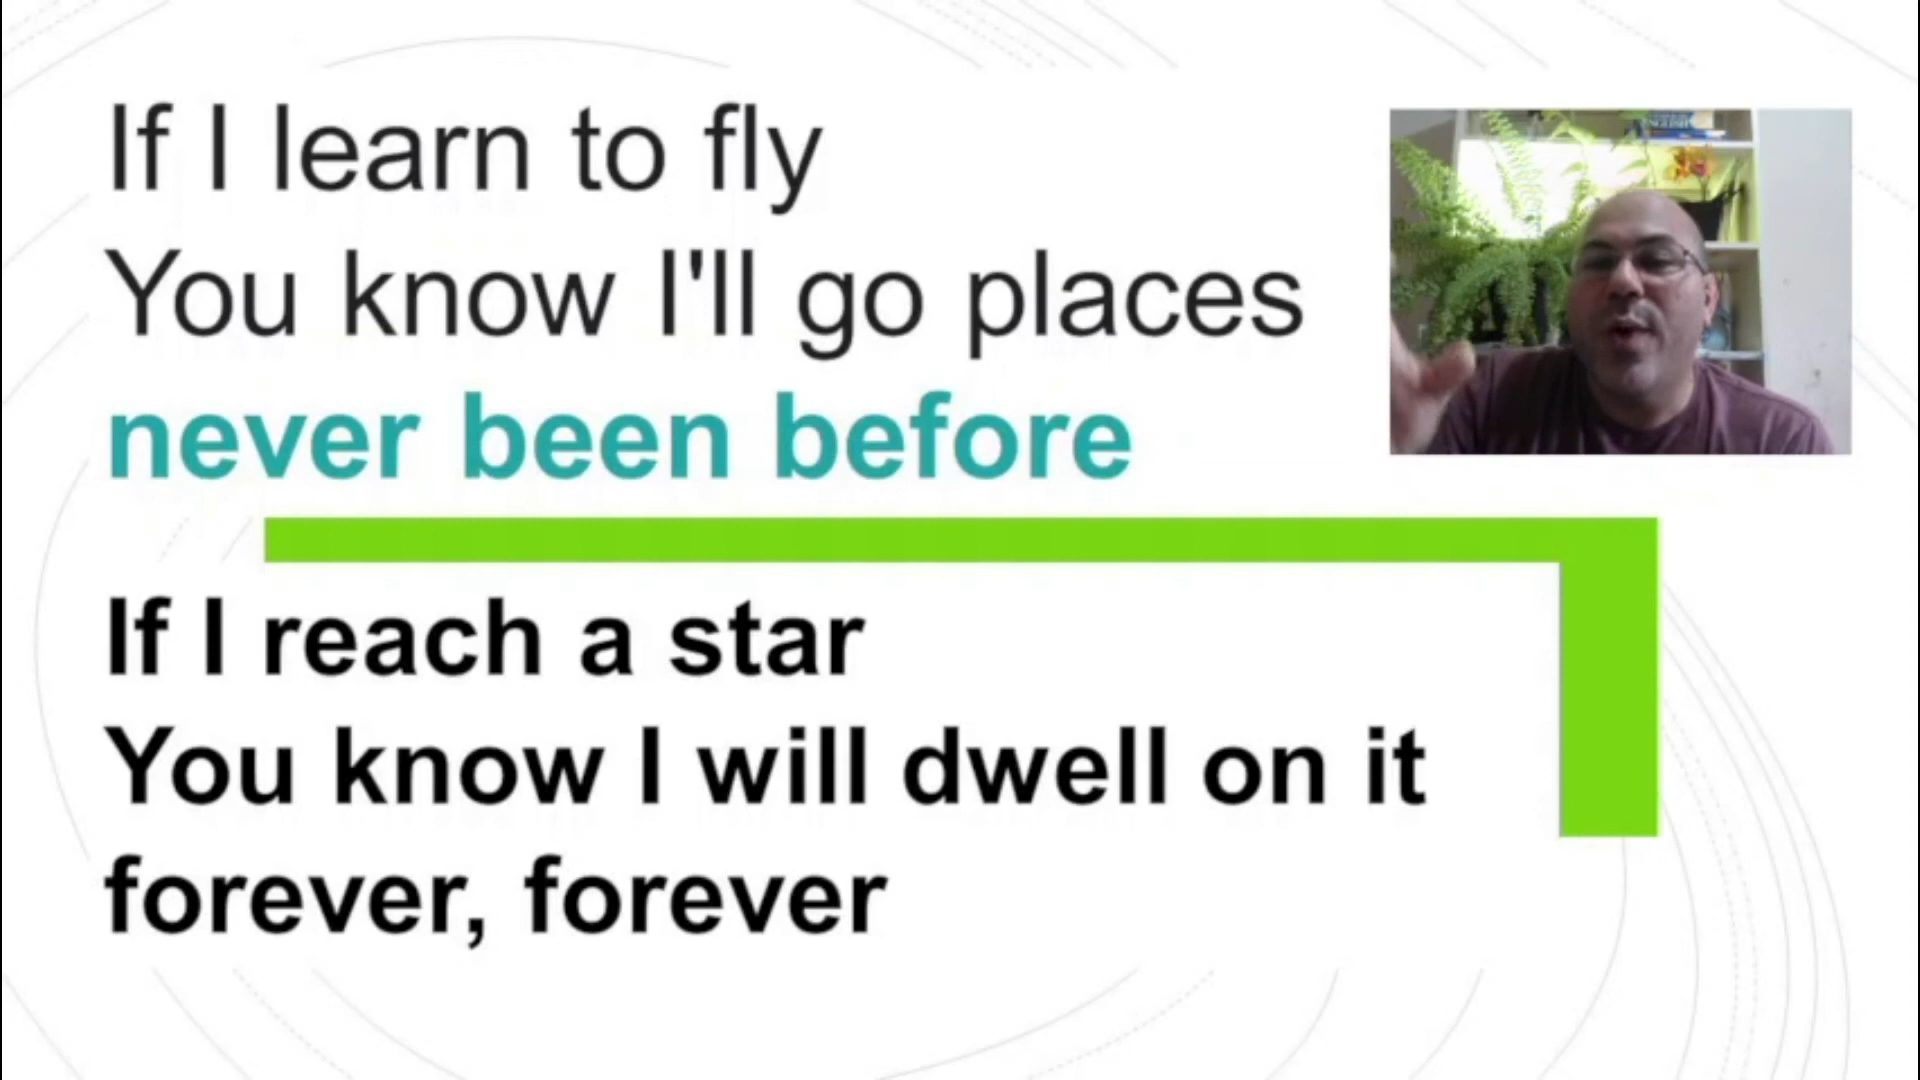 If I learn to fly
You know I'll go places
never been before
If I reach a star
You know I will dwell on it
forever, forever